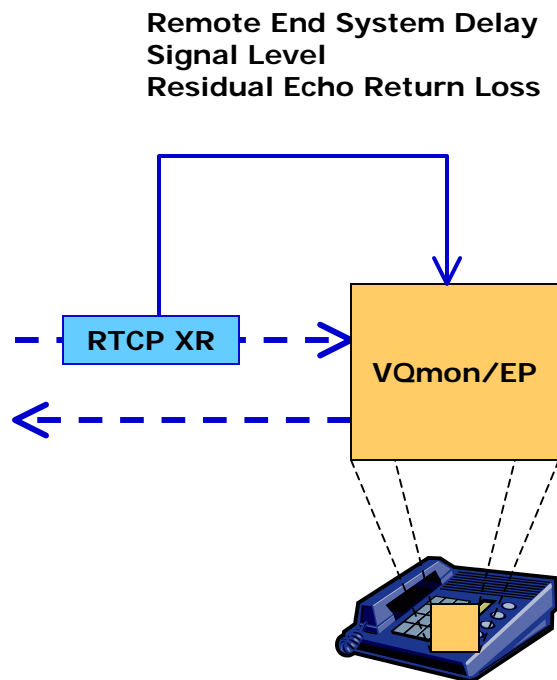 Remote End System Delay
Signal Level
Residual Echo Return Loss
RTCP XR
VQmon/EP